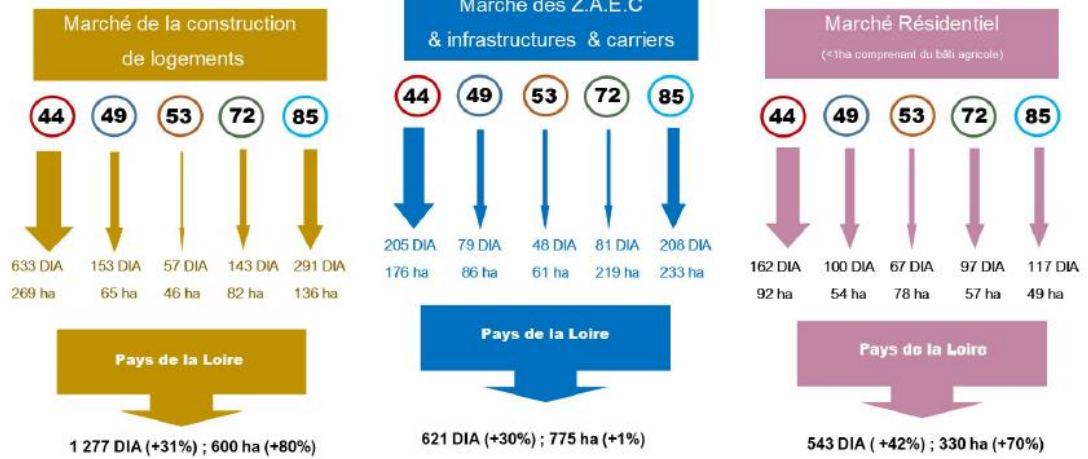 Marché de la construction
de logements
44 49 53 72 85
633 DIA 153 DIA 57 DIA 143 DIA 291 DIA
269 ha 65 ha 46 ha 82 ha 136 ha
Pays de la Loire
1 277 DIA (+31%) ; 600 ha (+80%)
Marché des Z.A.E.C
& infrastructures & carriers
44 49 53 72 85
205 DIA 79 DIA 48 DIA 81 DIA 208 DIA
176 ha 86 ha 61 ha 219 ha 233 ha
Pays de la Loire
621 DIA (+30%) ; 775 ha (+1%)
Marché Résidentiel
(<1ha comprenant du bâti agricole)
44 49 53 72 85
162 DIA 100 DIA 67 DIA 97 DIA 117 DIA
92 ha 54 ha 78 ha 57 ha 49 ha
Pays de la Loire
543 DIA ( +42%) ; 330 ha (+70%)